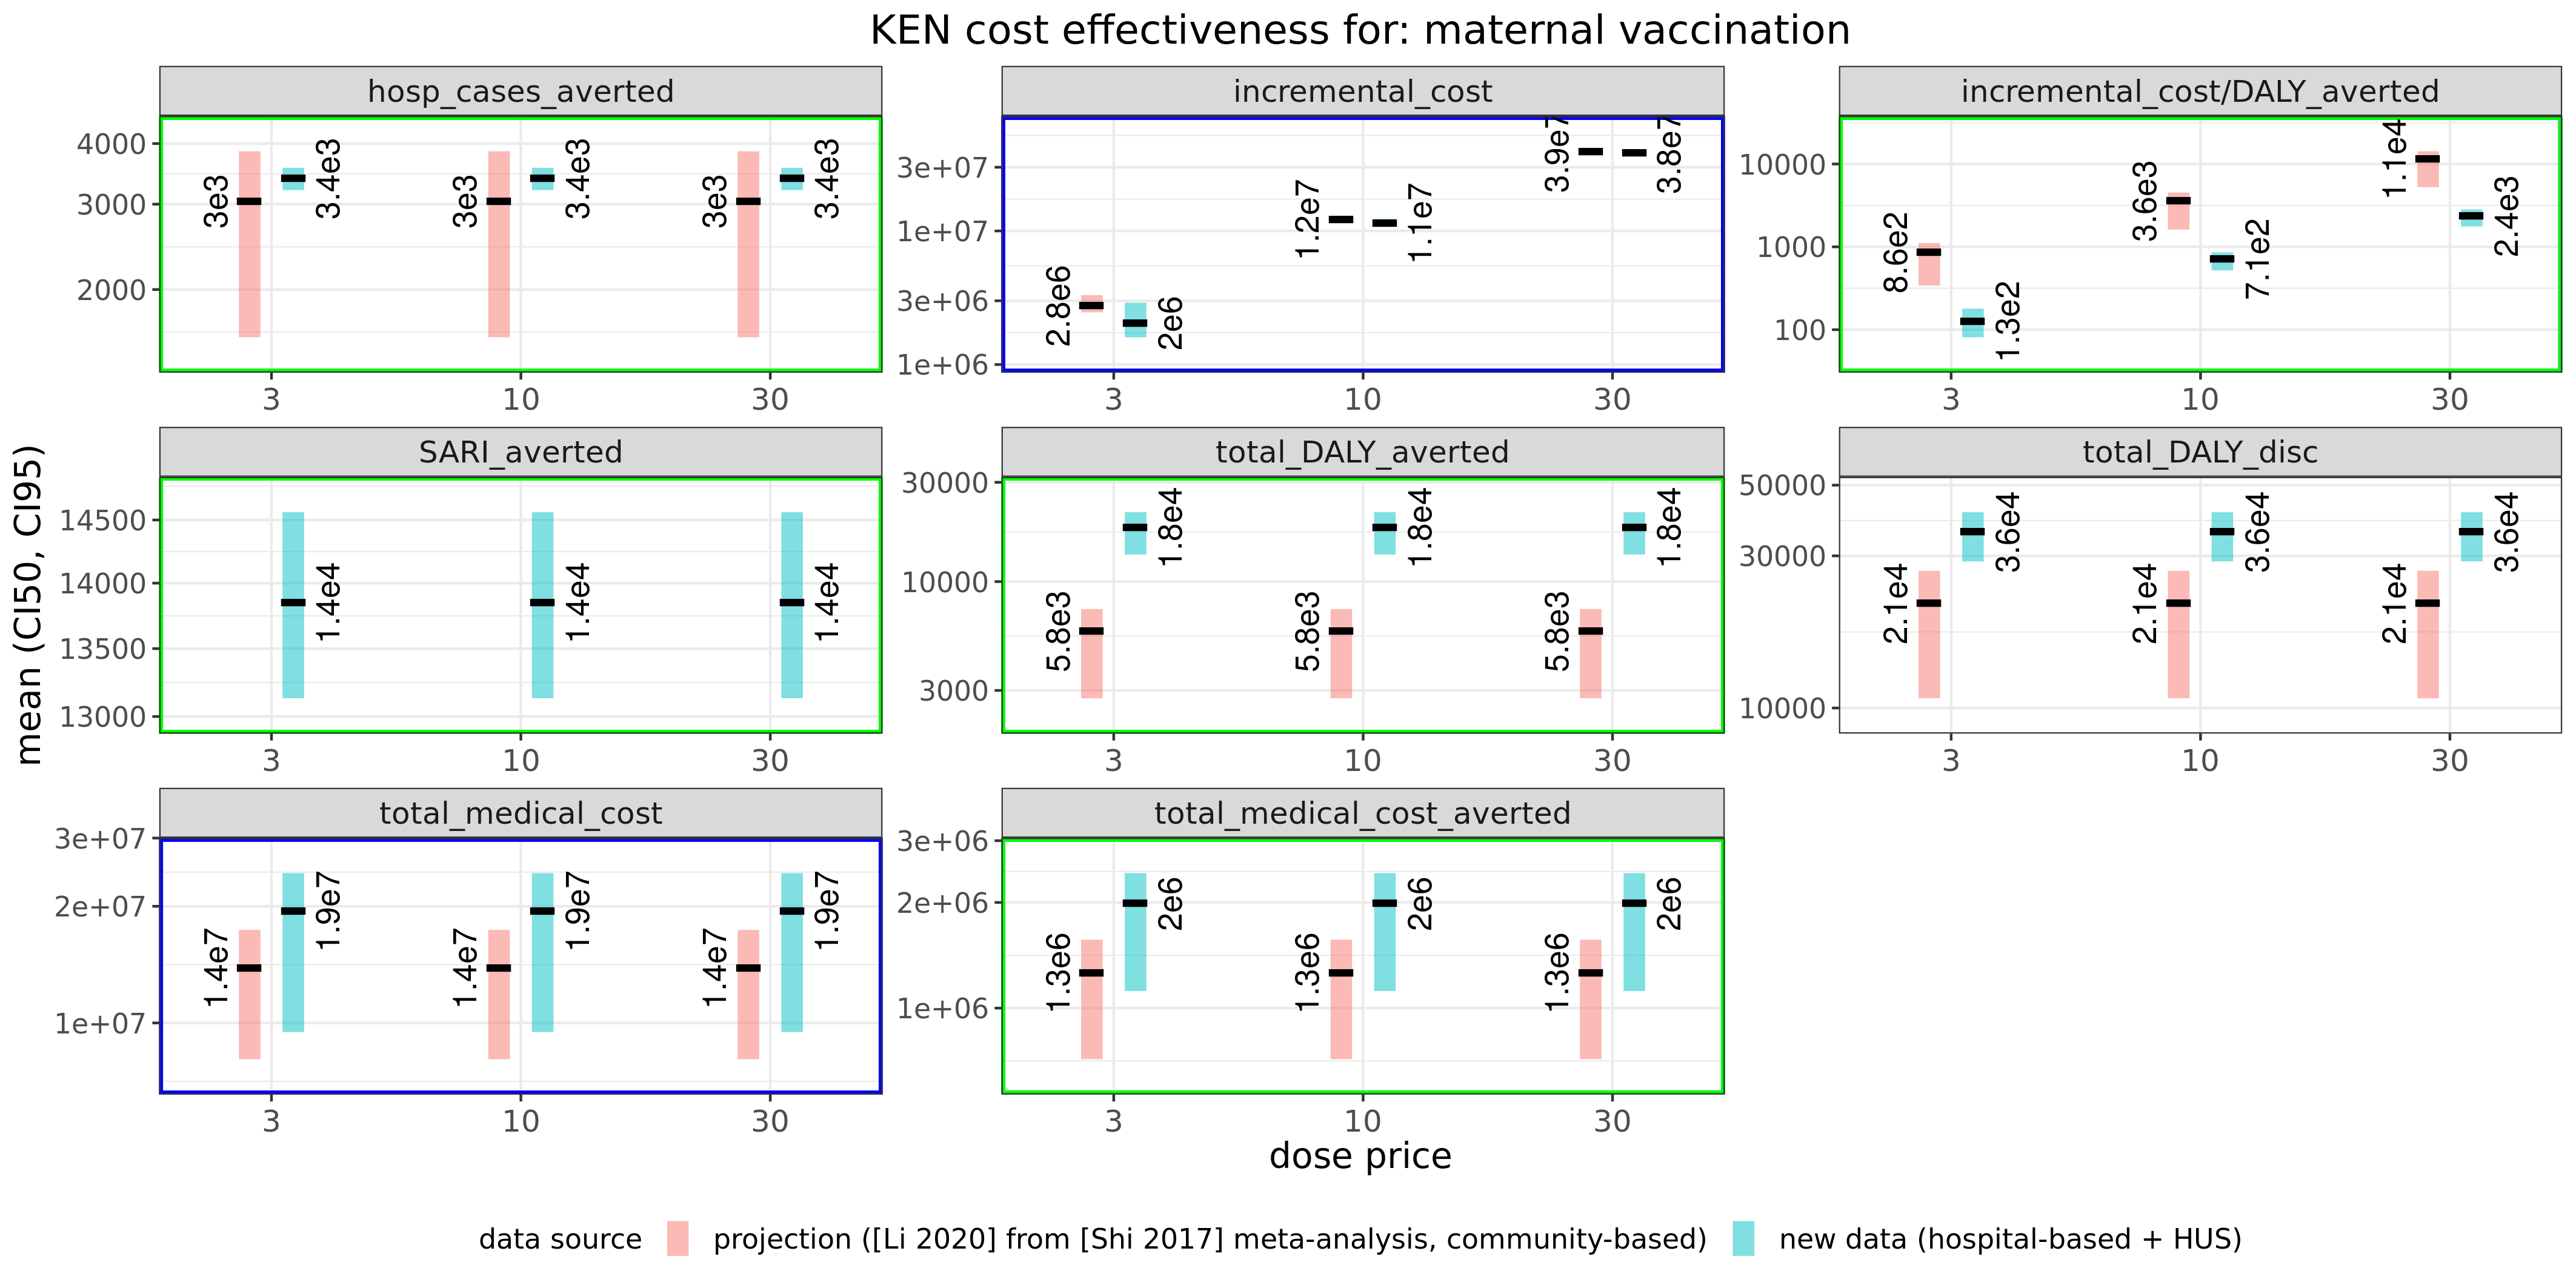 KEN cost effectiveness for: maternal vaccination
mean (CI50, CI95)
hosp_cases_averted
4000
3000
2000
3e3
3.4e3
3e3
3.4e3
3e3
3.4e3
3
10
30
incremental_cost
3e+07
1e+07
3e+06
1e+06
2.8e6
2e6
1.2e7
1.1e7
3.9e7
3.8e7
3
10
30
incremental_cost/DALY_averted
10000
1000
100
8.6e2
1.3e2
3.6e3
7.1e2
1.1e4
2.4e3
3
10
30
SARI_averted
14500
14000
13500
13000
1.4e4
1.4e4
1.4e4
3
10
30
total_DALY_averted
30000
10000
3000
5.8e3
1.8e4
5.8e3
1.8e4
5.8e3
1.8e4
3
10
30
total_DALY_disc
50000
30000
10000
2.1e4
3.6e4
2.1e4
3.6e4
2.1e4
3.6e4
3
10
30
total_medical_cost
3e+07
2e+07
1e+07
1.4e7
1.9e7
1.4e7
1.9e7
1.4e7
1.9e7
3
10
30
total_medical_cost_averted
3e+06
2e+06
1e+06
1.3e6
2e6
1.3e6
2e6
1.3e6
2e6
3
10
30
dose price
data source
projection ([Li 2020] from [Shi 2017] meta-analysis, community-based)
new data (hospital-based + HUS)